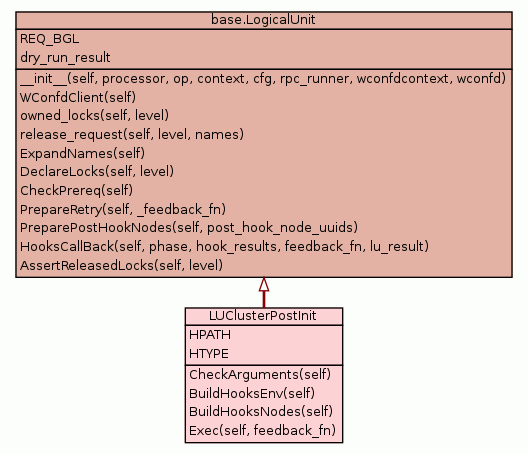 base.LogicalUnit
REQ_BGL
dry_run_result
__init__(self, processor, op, context, cfg, rpc_runner, wconfdcontext, wconfd)
WConfdClient(self)
owned_locks(self, level)
release_request(self, level, names)
ExpandNames(self)
DeclareLocks(self, level)
CheckPrereq(self)
PrepareRetry(self, _feedback_fn)
PreparePostHookNodes(self, post_hook_node_uuids)
HooksCallBack(self, phase, hook_results, feedback_fn, lu_result)
AssertReleasedLocks(self, level)
LUClusterPostInit
HPATH
HTYPE
CheckArguments(self)
BuildHooksEnv(self)
BuildHooksNodes(self)
Exec(self, feedback_fn)